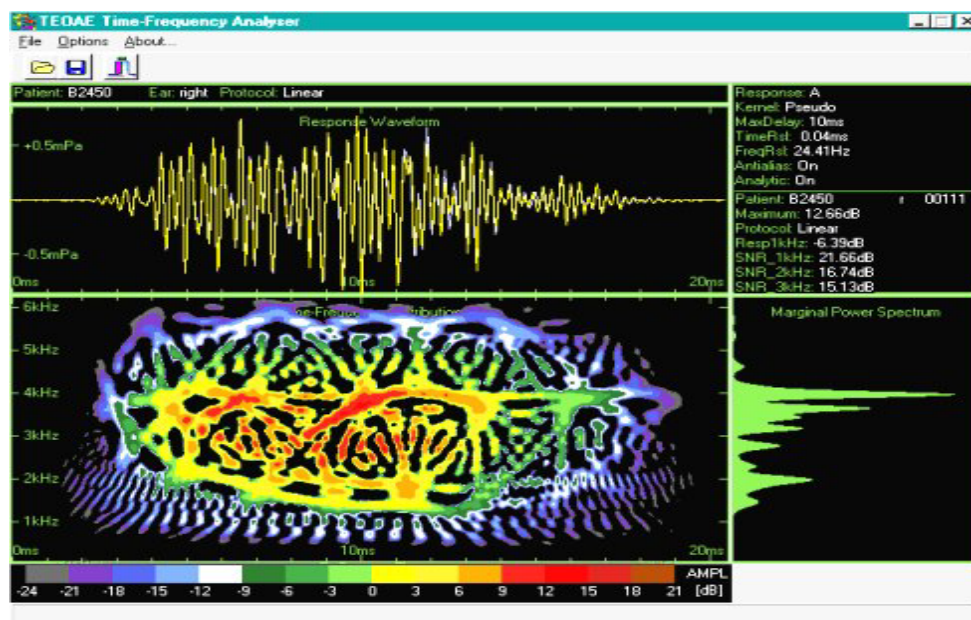 TEOAE Time-Frequency Analyser
File Options About...
Patient: B2450 Ear: right Protocol: Linear
Response Waveform
+0.5mPa
-0.5mPa
0ms 10ms 20ms
Response: A
Kernel: Pseudo
MaxDelay: 10ms
TimeRst: 0.04ms
FreqRst: 24.41Hz
Antialias: On
Analytic: On
Patient: B2450 r 00111
Maximum: 12.66dB
Protocol: Linear
Resp1kHz: -6.39dB
SNR_1kHz: 21.66dB
SNR_2kHz: 16.74dB
SNR_3kHz: 15.13dB
6kHz
5kHz
4kHz
3kHz
2kHz
1kHz
0ms 10ms 20ms
Marginal Power Spectrum
AMPL
-24 -21 -18 -15 -12 -9 -6 -3 0 3 6 9 12 15 18 21 [dB]